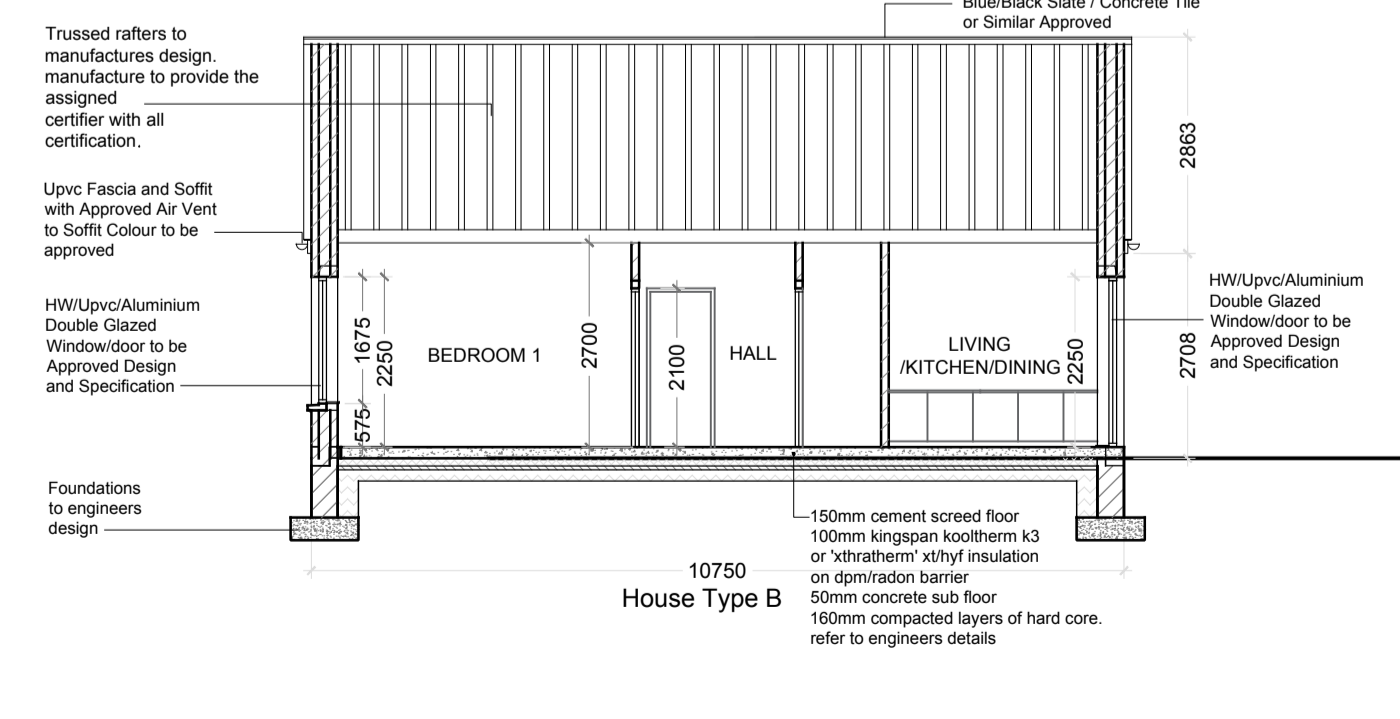 Blue/Black Slate / Concrete Tile
or Similar Approved
Trussed rafters to
manufactures design.
manufacture to provide the
assigned
certifier with all
certification.
Upvc Fascia and Soffit
with Approved Air Vent
to Soffit Colour to be
approved
HW/Upvc/Aluminium
Double Glazed
Window/door to be
Approved Design
and Specification
Foundations
to engineers
design
575
1675
2250
BEDROOM 1
2700
2100
HALL
LIVING
/KITCHEN/DINING
2250
2863
2708
HW/Upvc/Aluminium
Double Glazed
Window/door to be
Approved Design
and Specification
150mm cement screed floor
100mm kingspan kooltherm k3
or 'xthratherm' xt/hyf insulation
on dpm/radon barrier
50mm concrete sub floor
160mm compacted layers of hard core.
refer to engineers details
10750
House Type B